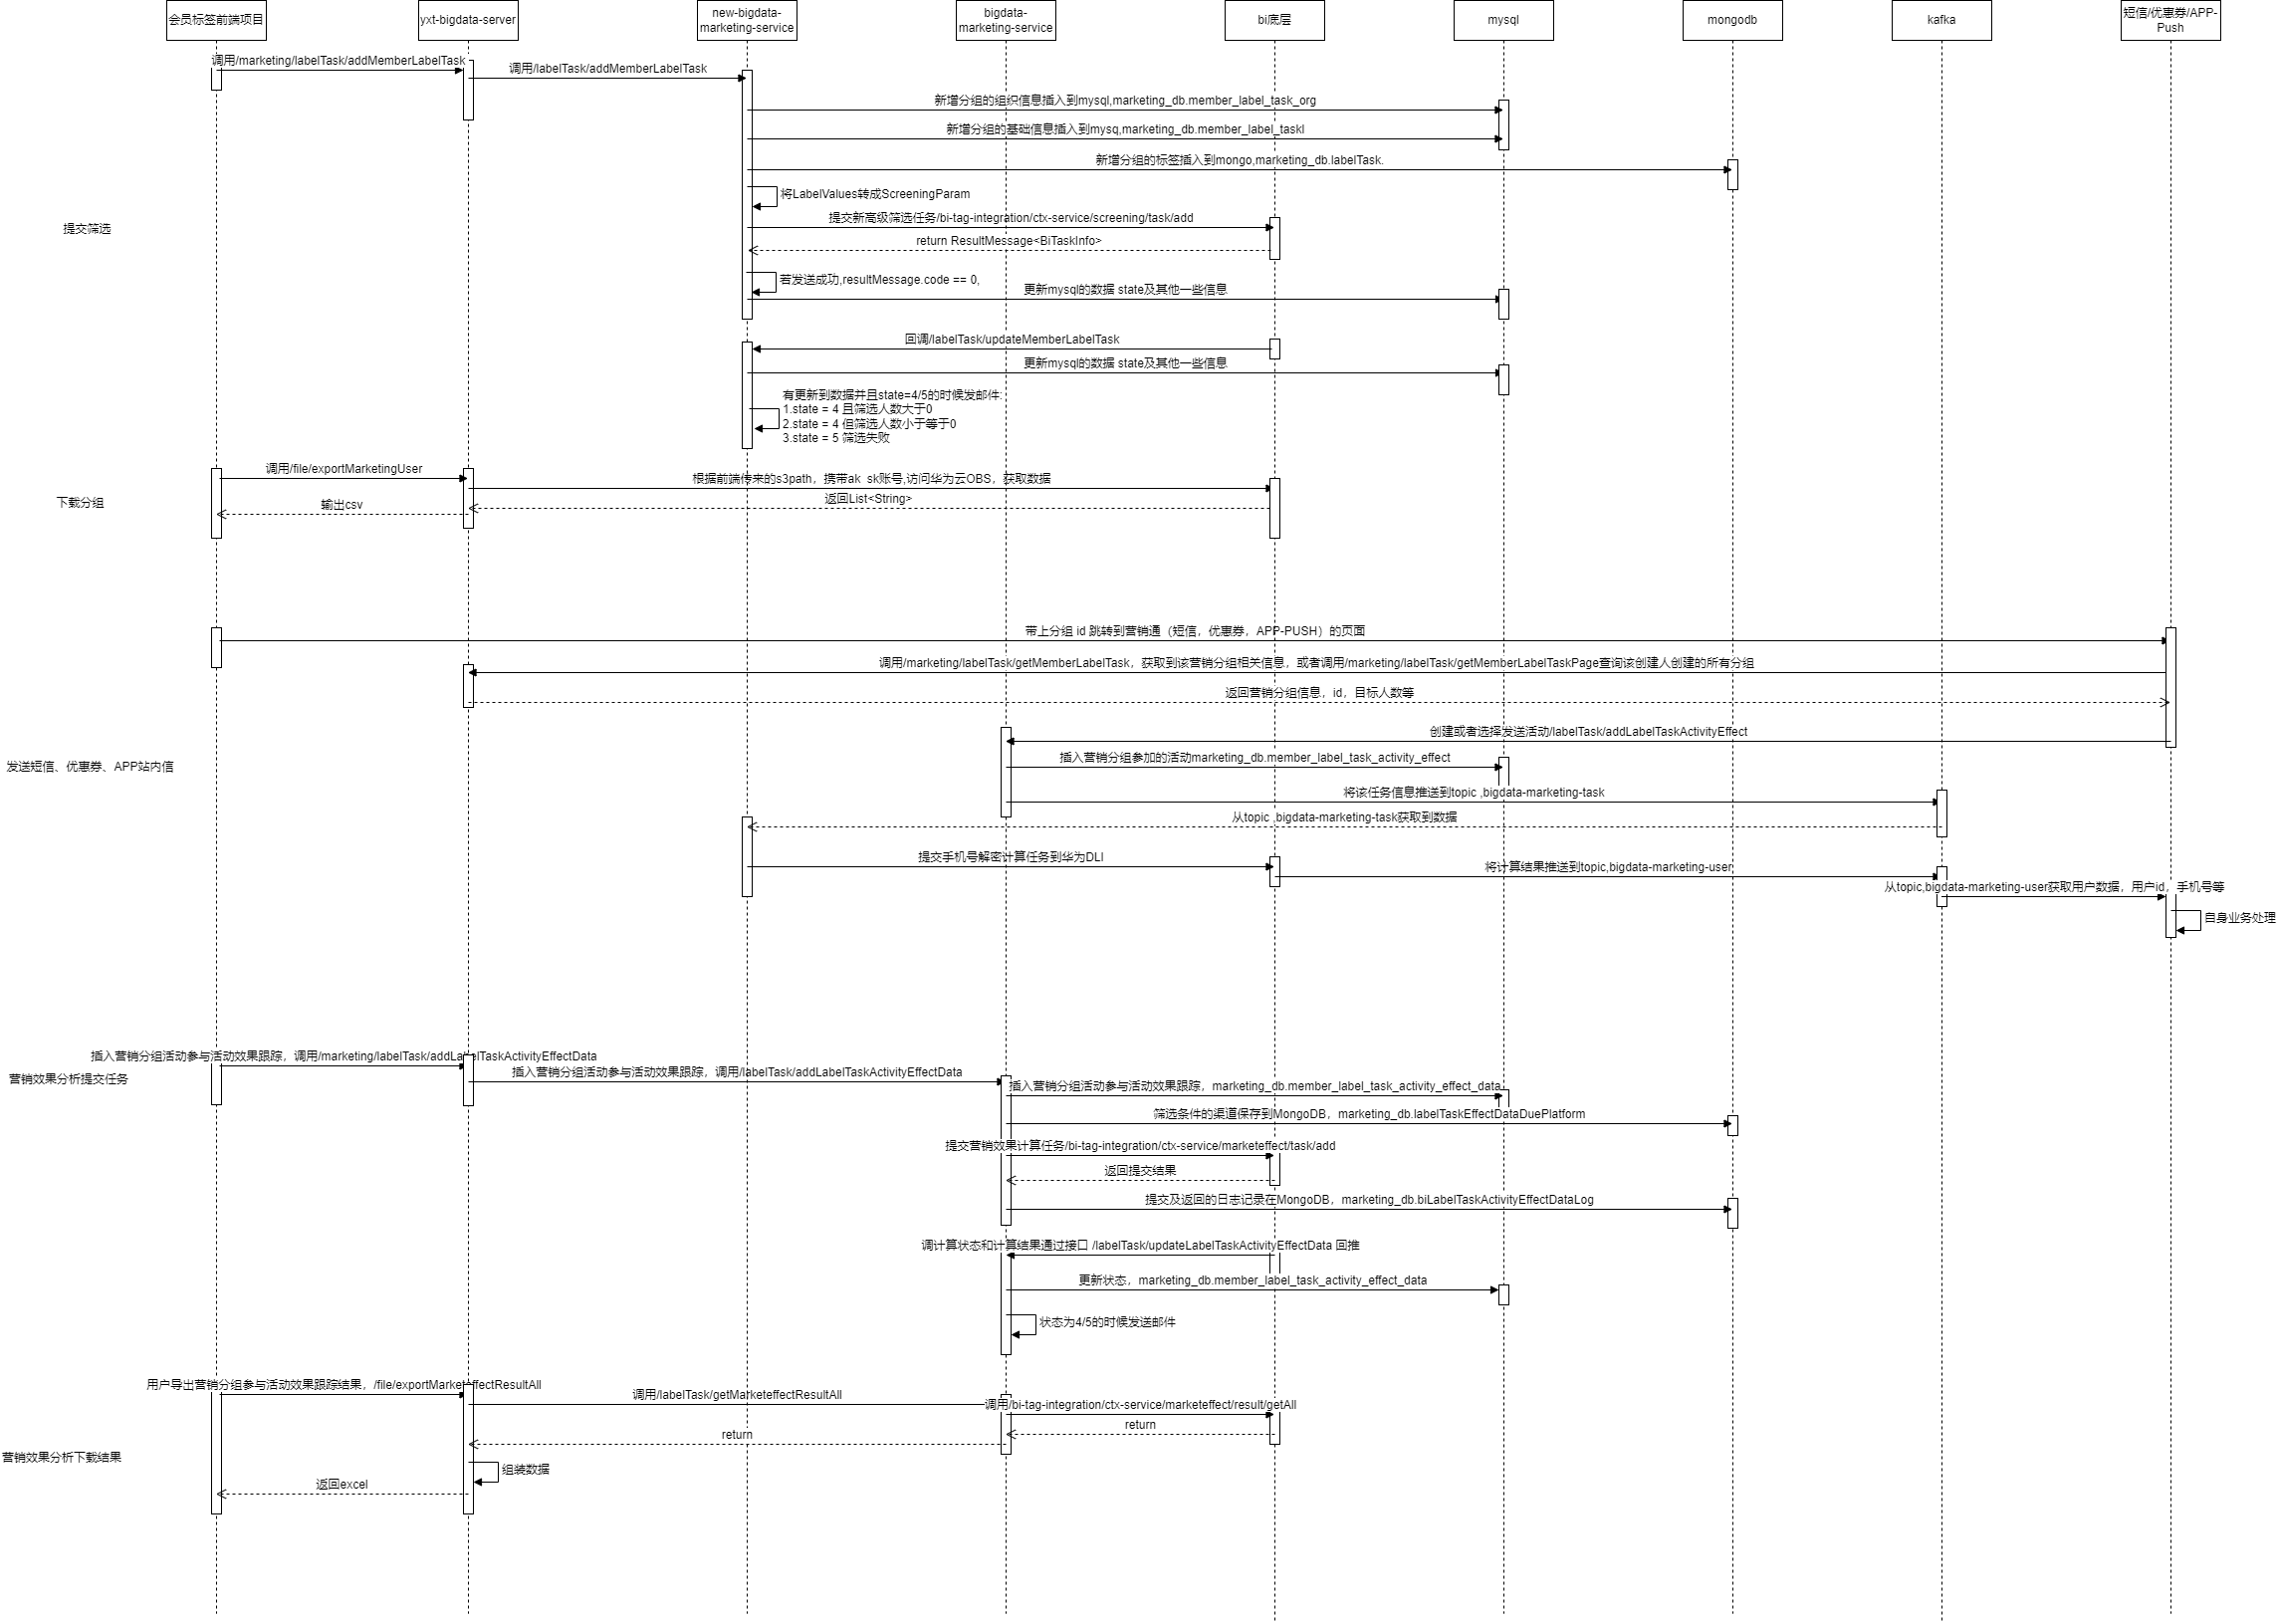 会员标签前端项目
yxt-bigdata-server
new-bigdata-
marketing-service
bigdata-
marketing-service
bi底层
mysql
mongodb
kafka
短信/优惠券/APP-
Push
调用/marketing/labelTask/addMemberLabelTask
调用/labelTask/addMemberLabelTask
新增分组的组织信息插入到mysql,marketing_db.member_label_task_org
新增分组的基础信息插入到mysq,marketing_db.member_label_taskl
新增分组的标签插入到mongo,marketing_db.labelTask.
将LabelValues转成ScreeningParam
提交新高级筛选任务/bi-tag-integration/ctx-service/screening/task/add
提交筛选
return ResultMessage<BiTaskInfo>
若发送成功,resultMessage.code == 0,
更新mysql的数据 state及其他一些信息
回调/labelTask/updateMemberLabelTask
更新mysql的数据 state及其他一些信息
有更新到数据并且state=4/5的时候发邮件:
1.state = 4 且筛选人数大于0
2.state = 4 但筛选人数小于等于0
3.state = 5 筛选失败
调用/file/exportMarketingUser
根据前端传来的s3path，携带ak sk账号,访问华为云OBS，获取数据
返回List<String>
下载分组
输出csv
带上分组 id 跳转到营销通（短信，优惠券，APP-PUSH）的页面
调用/marketing/labelTask/getMemberLabelTask，获取到该营销分组相关信息，或者调用/marketing/labelTask/getMemberLabelTaskPage查询该创建人创建的所有分组
返回营销分组信息，id，目标人数等
创建或者选择发送活动/labelTask/addLabelTaskActivityEffect
插入营销分组参加的活动marketing_db.member_label_task_activity_effect
发送短信、优惠券、APP站内信
将该任务信息推送到topic ,bigdata-marketing-task
从topic ,bigdata-marketing-task获取到数据
提交手机号解密计算任务到华为DLI
将计算结果推送到topic,bigdata-marketing-user
从topic,bigdata-marketing-user获取用户数据，用户id，手机号等
自身业务处理
插入营销分组活动参与活动效果跟踪，调用/marketing/labelTask/addLabelTaskActivityEffectData
营销效果分析提交任务
插入营销分组活动参与活动效果跟踪，调用/labelTask/addLabelTaskActivityEffectData
插入营销分组活动参与活动效果跟踪，marketing_db.member_label_task_activity_effect_data
筛选条件的渠道保存到MongoDB，marketing_db.labelTaskEffectDataDuePlatform
提交营销效果计算任务/bi-tag-integration/ctx-service/marketeffect/task/add
返回提交结果
提交及返回的日志记录在MongoDB，marketing_db.biLabelTaskActivityEffectDataLog
调计算状态和计算结果通过接口 /labelTask/updateLabelTaskActivityEffectData 回推
更新状态，marketing_db.member_label_task_activity_effect_data
状态为4/5的时候发送邮件
用户导出营销分组参与活动效果跟踪结果，/file/exportMarketeffectResultAll
调用/labelTask/getMarketeffectResultAll
调用/bi-tag-integration/ctx-service/marketeffect/result/getAll
return
return
营销效果分析下载结果
组装数据
返回excel